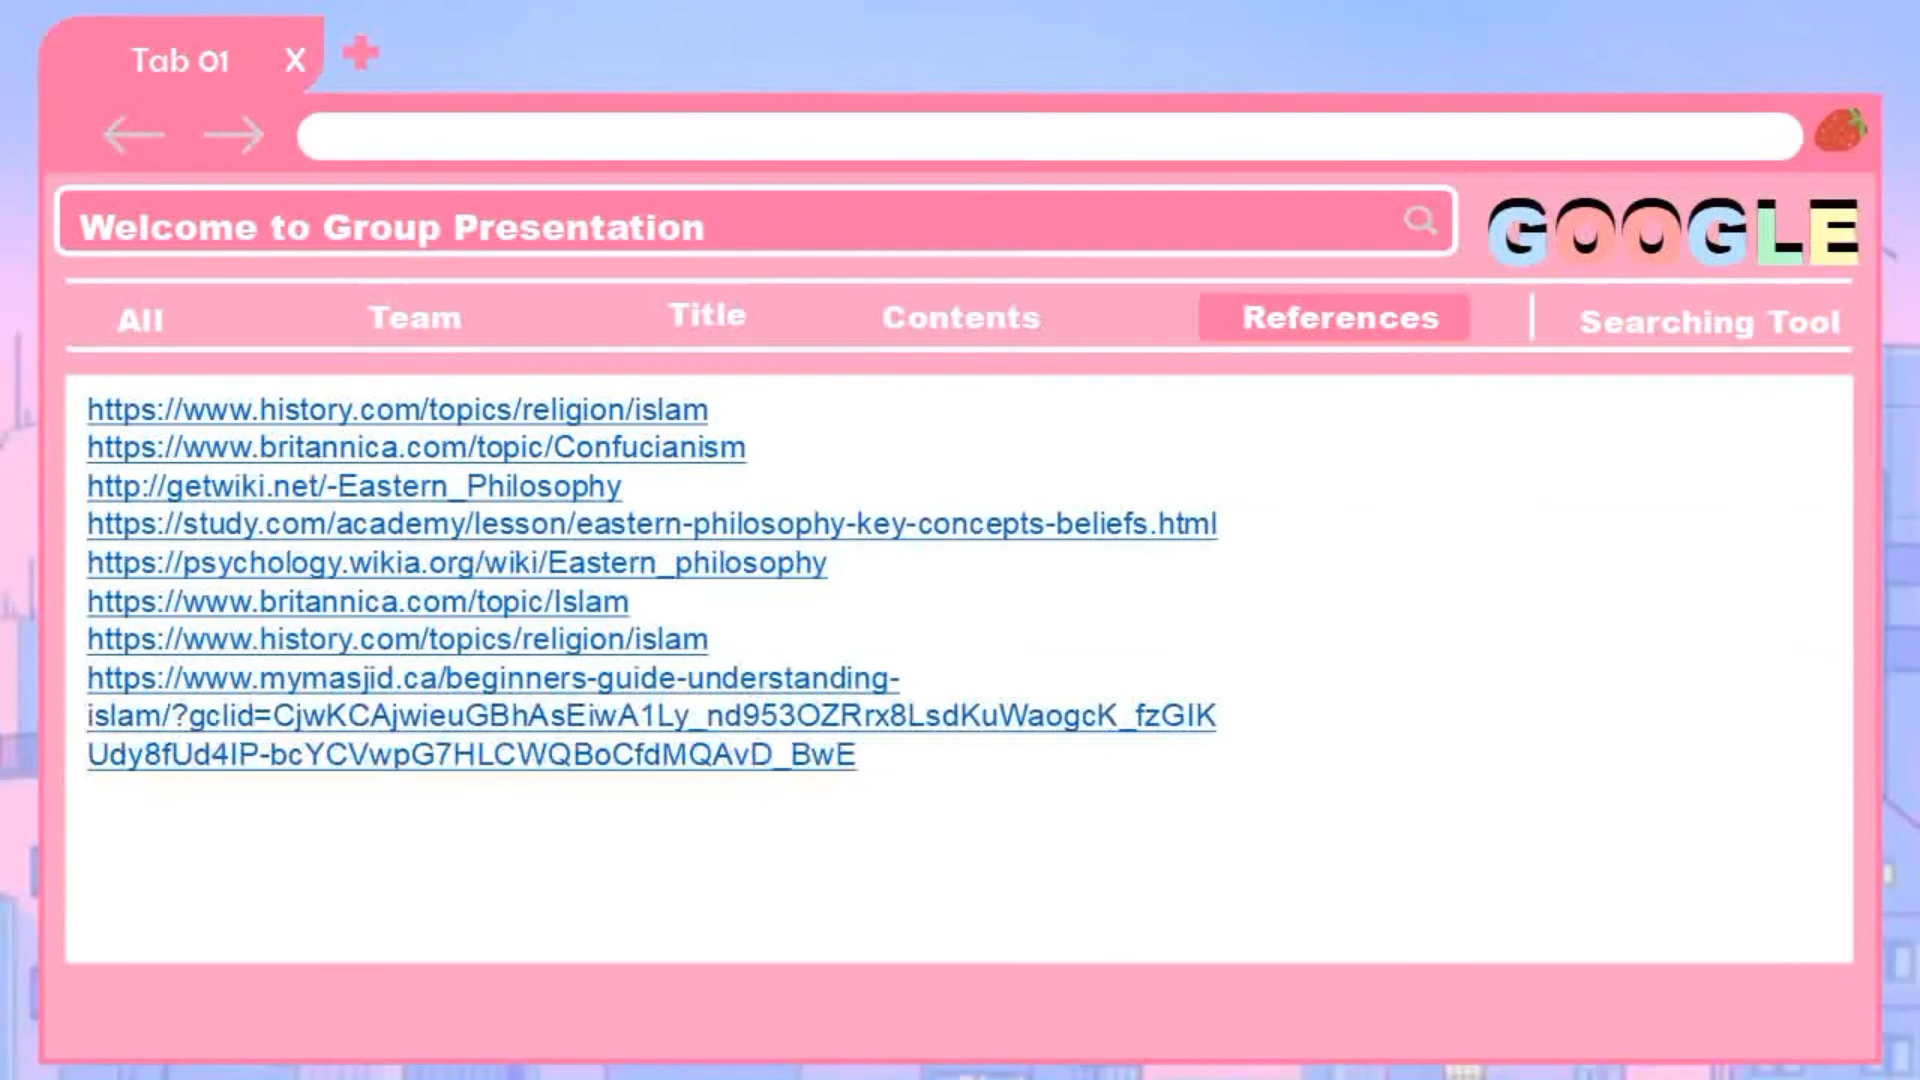 Tab 01 X
Welcome to Group Presentation
GOOGLE
All Team Title Contents References Searching Tool
https://www.history.com/topics/religion/islam
https://www.britannica.com/topic/Confucianism
http://getwiki.net/-Eastern_Philosophy
https://study.com/academy/lesson/eastern-philosophy-key-concepts-beliefs.html
https://psychology.wikia.org/wiki/Eastern_philosophy
https://www.britannica.com/topic/Islam
https://www.history.com/topics/religion/islam
https://www.mymasjid.ca/beginners-guide-understanding-
islam/?gclid=CjwKCAjwieuGBhAsEiwA1Ly_nd953OZRrx8LsdKuWaogcK_fzGIK
Udy8fUd4IP-bcYCVwpG7HLCWQBoCfdMQAvD_BwE